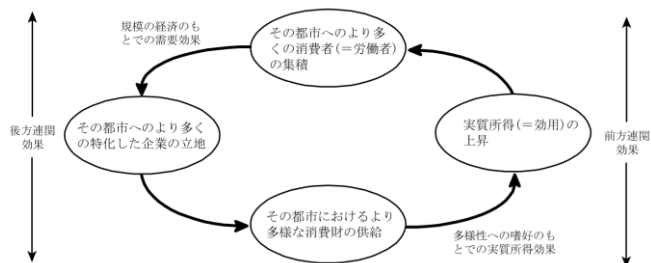 規模の経済のも
とでの需要効果
その都市へのより多
くの消費者(＝労働者)
の集積
後方連関
効果
その都市へのより多く
の特化した企業の立地
実質所得(＝効用)の
上昇
前方連関
効果
その都市におけるより
多様な消費財の供給
多様性への嗜好のも
とでの実質所得効果